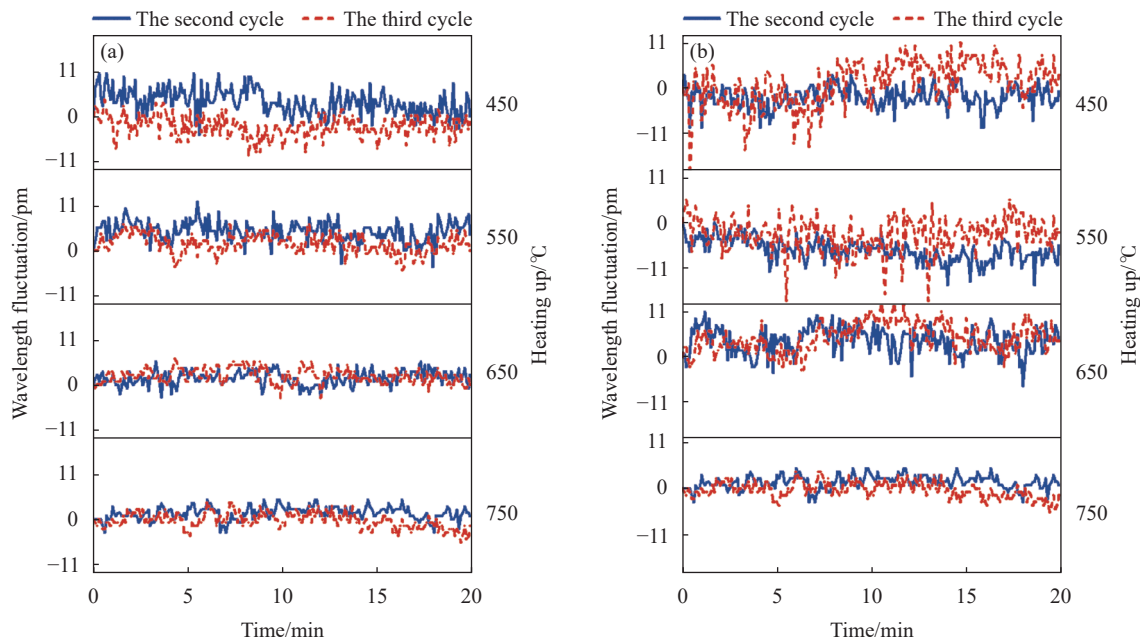 The second cycle The third cycle
(a)
11
0
−11
450
11
0
−11
550
11
0
−11
650
11
0
−11
750
0 5 10 15 20
Time/min
Wavelength fluctuation/pm
Heating up/℃
The second cycle The third cycle
(b)
11
0
−11
450
11
0
−11
550
11
0
−11
650
11
0
−11
750
0 5 10 15 20
Time/min
Wavelength fluctuation/pm
Heating up/℃